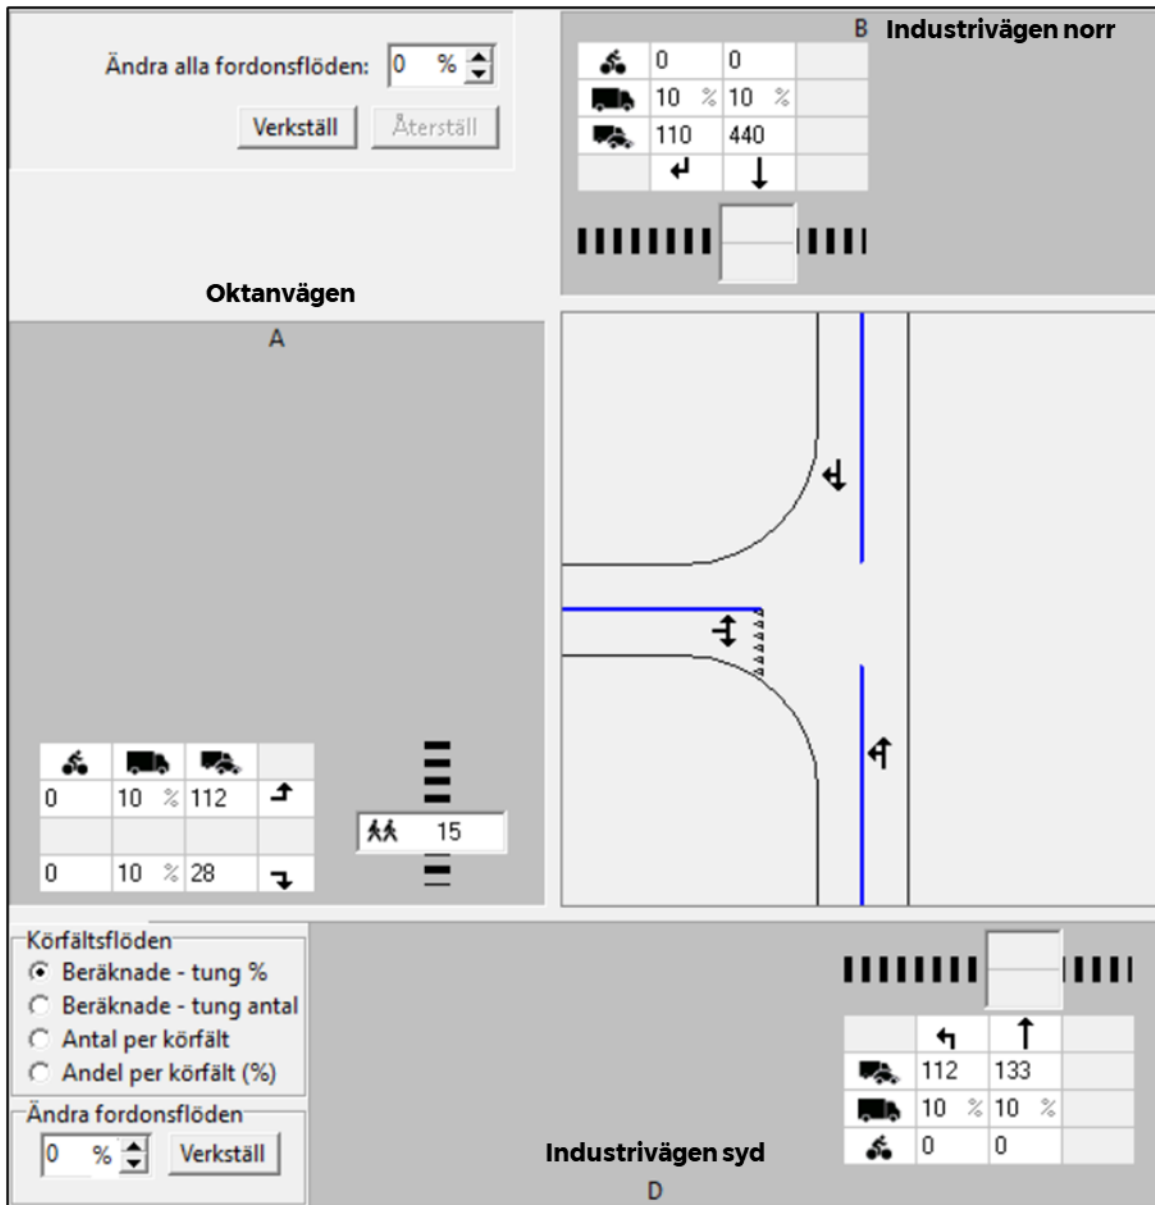 Ändra alla fordonsflöden: 0 %
Verkställ Återställ
B Industrivägen norr
0 0
10 % 10 %
110 440
Oktanvägen
A
0 10 % 112
15
0 10 % 28
Körfältsflöden
Beräknade - tung %
Beräknade - tung antal
Antal per körfält
Andel per körfält (%)
Ändra fordonsflöden
0 % Verkställ
112 133
10 % 10 %
0 0
Industrivägen syd
D